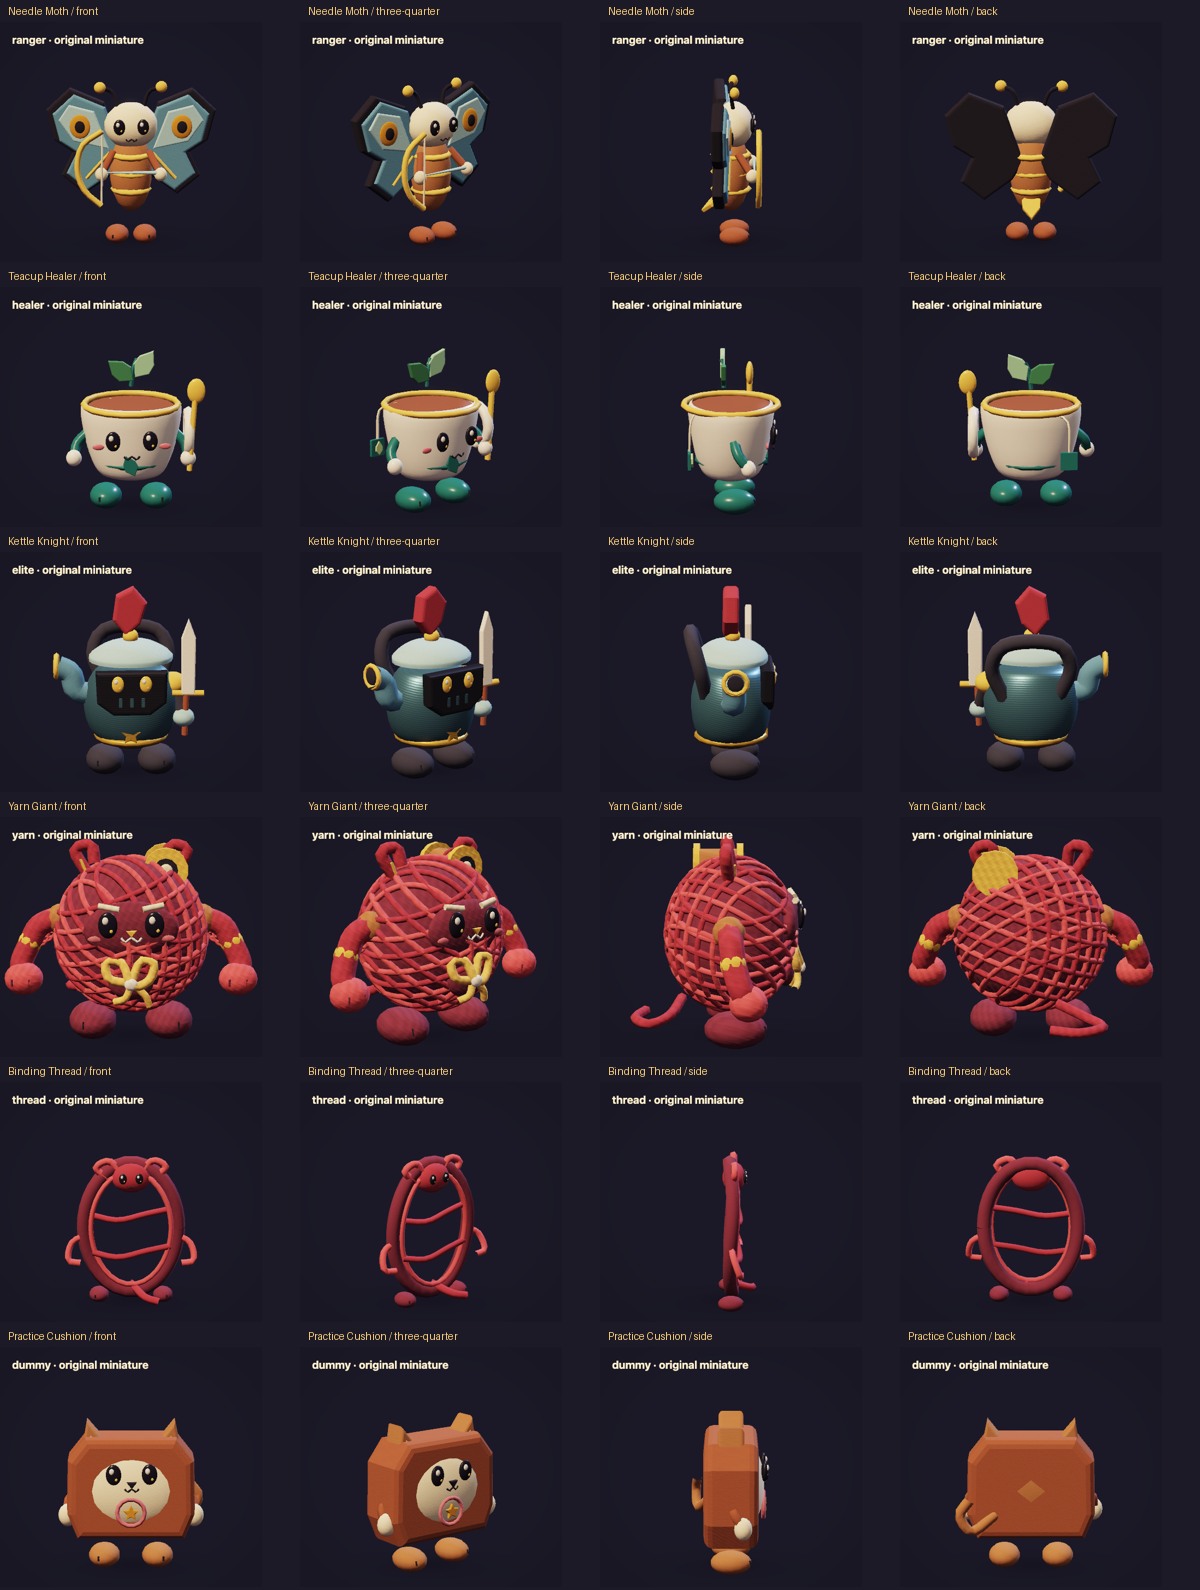 Needle Moth / front
Needle Moth / three-quarter
Needle Moth / side
Needle Moth / back
ranger · original miniature
ranger · original miniature
ranger · original miniature
ranger · original miniature
Teacup Healer / front
Teacup Healer / three-quarter
Teacup Healer / side
Teacup Healer / back
healer · original miniature
healer · original miniature
healer · original miniature
healer · original miniature
Kettle Knight / front
Kettle Knight / three-quarter
Kettle Knight / side
Kettle Knight / back
elite · original miniature
elite · original miniature
elite · original miniature
elite · original miniature
Yarn Giant / front
Yarn Giant / three-quarter
Yarn Giant / side
Yarn Giant / back
yarn · original miniature
yarn · original miniature
yarn · original miniature
yarn · original miniature
Binding Thread / front
Binding Thread / three-quarter
Binding Thread / side
Binding Thread / back
thread · original miniature
thread · original miniature
thread · original miniature
thread · original miniature
Practice Cushion / front
Practice Cushion / three-quarter
Practice Cushion / side
Practice Cushion / back
dummy · original miniature
dummy · original miniature
dummy · original miniature
dummy · original miniature